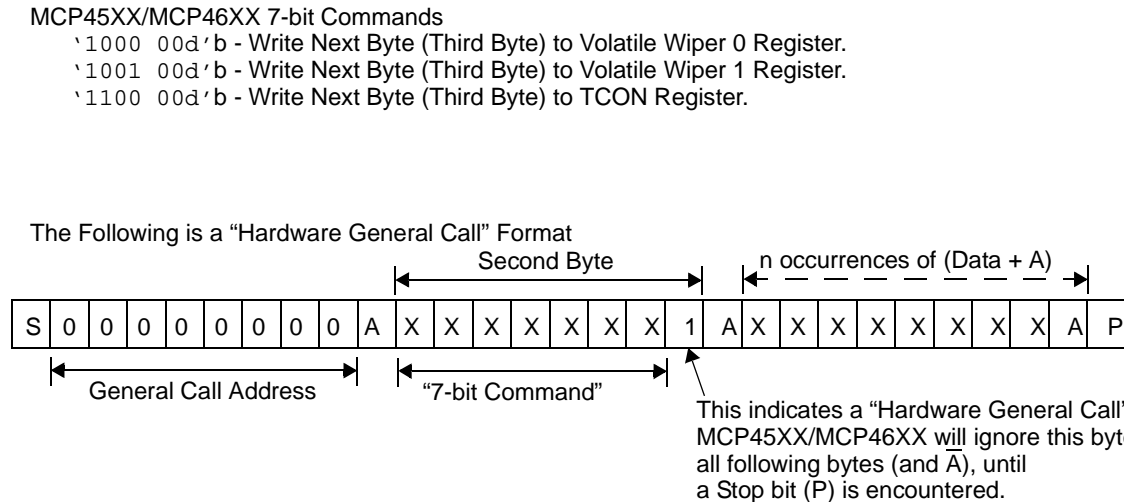 MCP45XX/MCP46XX 7-bit Commands
‘1000 00d’b - Write Next Byte (Third Byte) to Volatile Wiper 0 Register.
‘1001 00d’b - Write Next Byte (Third Byte) to Volatile Wiper 1 Register.
‘1100 00d’b - Write Next Byte (Third Byte) to TCON Register.
The Following is a “Hardware General Call” Format
Second Byte
n occurrences of (Data + A)
S 0 0 0 0 0 0 0 0 A X X X X X X X 1 A X X X X X X X X A P
General Call Address
“7-bit Command”
This indicates a “Hardware General Call”
MCP45XX/MCP46XX will ignore this byte
all following bytes (and A̅), until
a Stop bit (P) is encountered.